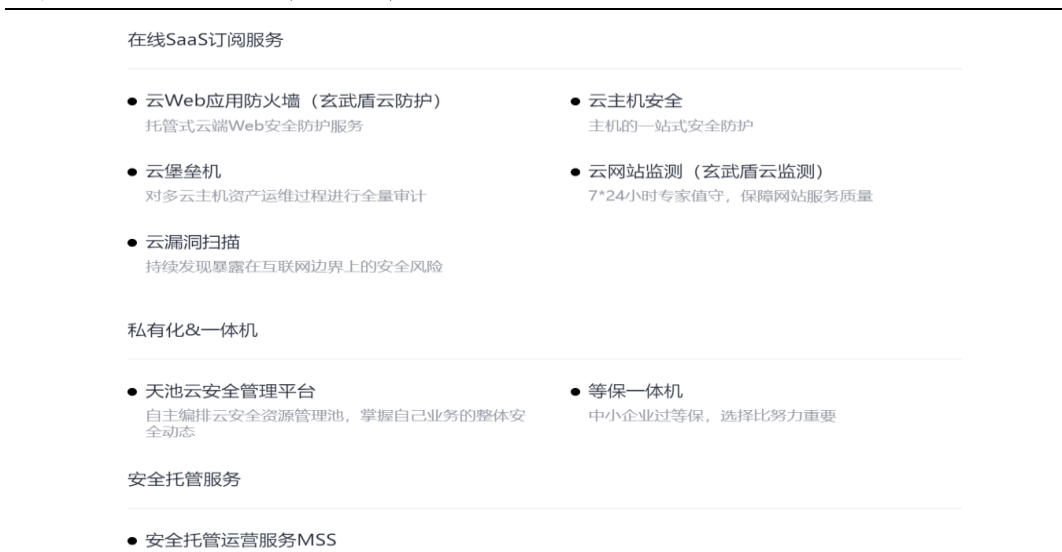 在线SaaS订阅服务
云Web应用防火墙（玄武盾云防护）
托管式云端Web安全防护服务
云主机安全
主机的一站式安全防护
云堡垒机
对多云主机资产运维过程进行全量审计
云网站监测（玄武盾云监测）
7*24小时专家值守，保障网站服务质量
云漏洞扫描
持续发现暴露在互联网边界上的安全风险
私有化&一体机
天池云安全管理平台
自主编排云安全资源管理池，掌握自己业务的整体安
全动态
等保一体机
中小企业过等保，选择比努力重要
安全托管服务
安全托管运营服务MSS